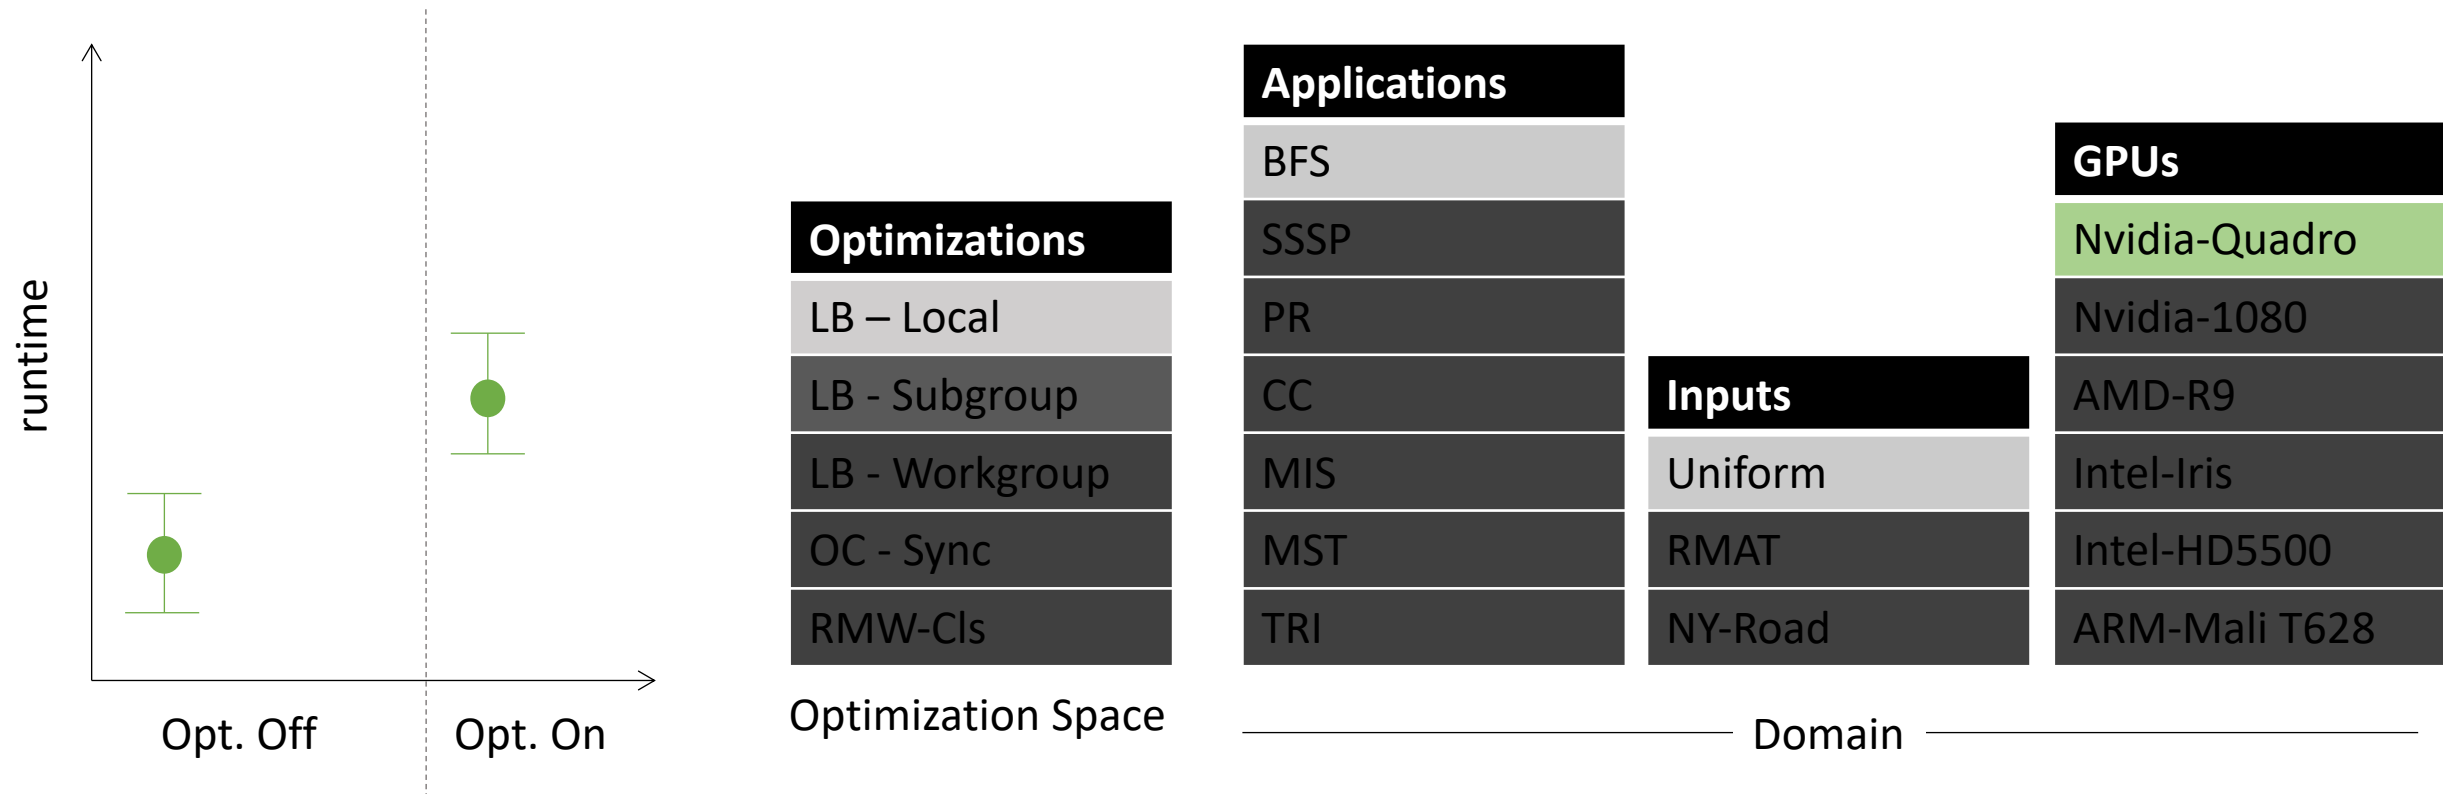 runtime
Opt. Off
Opt. On
Optimizations
LB – Local
LB - Subgroup
LB - Workgroup
OC - Sync
RMW-Cls
Optimization Space
Applications
BFS
SSSP
PR
CC
MIS
MST
TRI
Inputs
Uniform
RMAT
NY-Road
GPUs
Nvidia-Quadro
Nvidia-1080
AMD-R9
Intel-Iris
Intel-HD5500
ARM-Mali T628
Domain